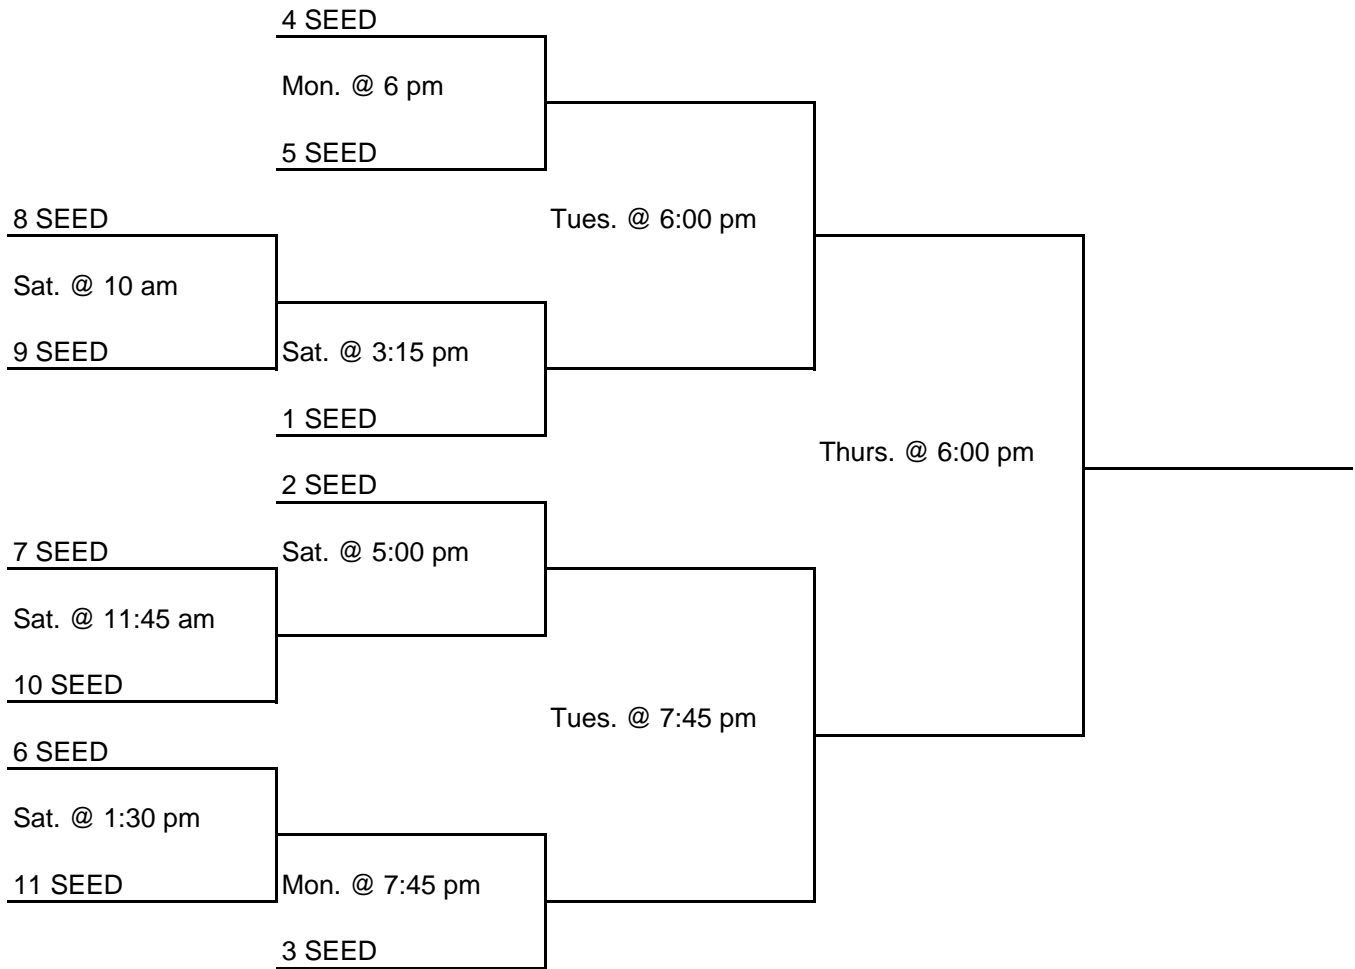 4 SEED
Mon. @ 6 pm
5 SEED
8 SEED
Tues. @ 6:00 pm
Sat. @ 10 am
9 SEED
Sat. @ 3:15 pm
1 SEED
Thurs. @ 6:00 pm
2 SEED
7 SEED
Sat. @ 5:00 pm
Sat. @ 11:45 am
10 SEED
Tues. @ 7:45 pm
6 SEED
Sat. @ 1:30 pm
11 SEED
Mon. @ 7:45 pm
3 SEED